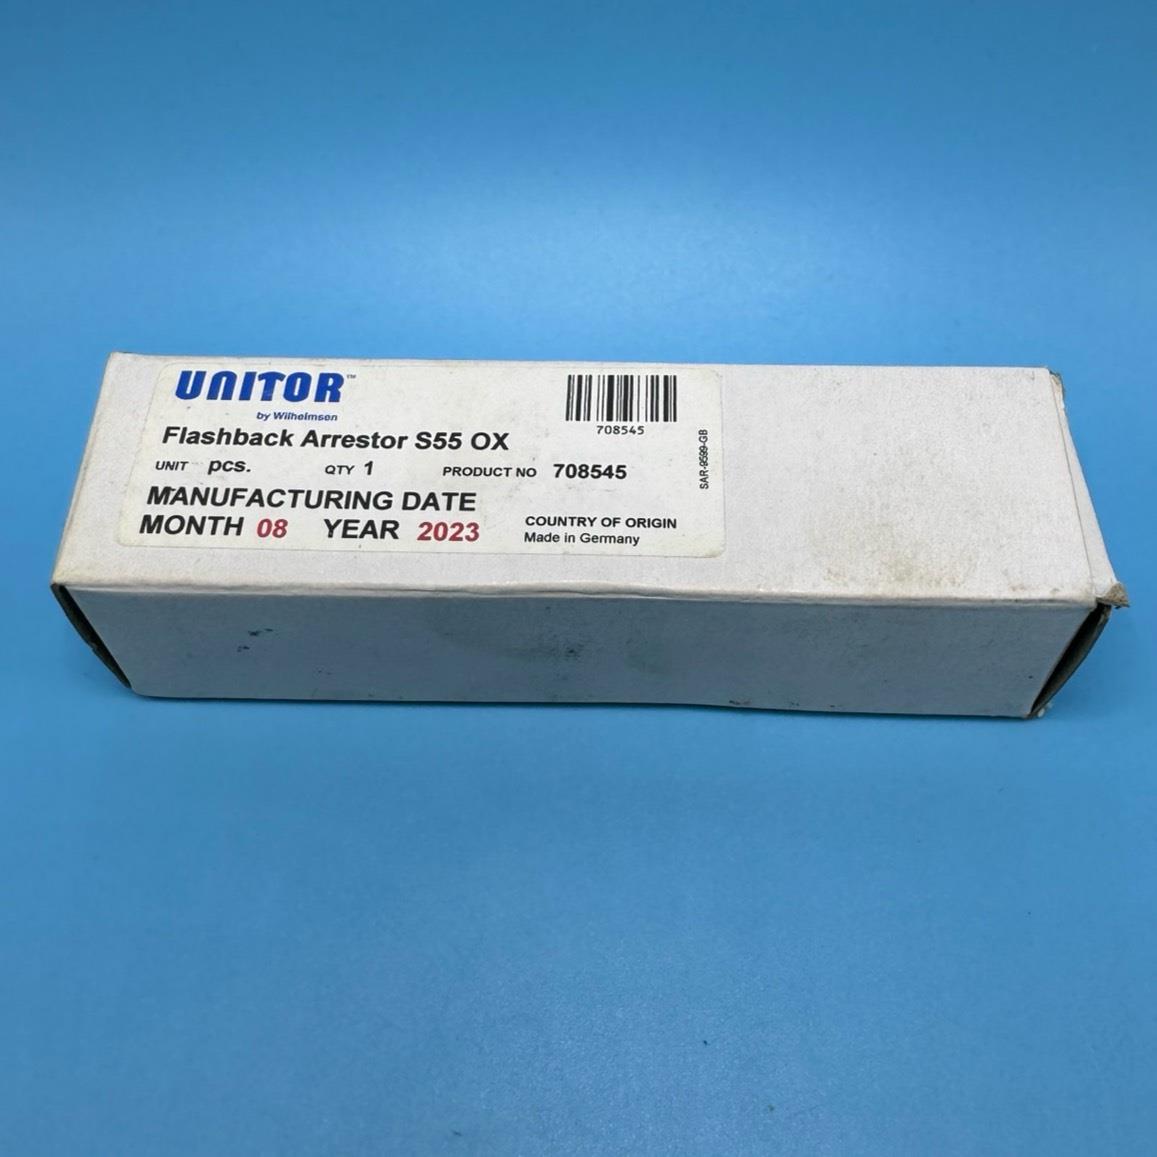 UNITOR™
by Wilhelmsen
Flashback Arrestor S55 OX
UNIT pcs. QTY 1 PRODUCT NO 708545
MANUFACTURING DATE
MONTH 08 YEAR 2023
708545
SAR-9599-GB
COUNTRY OF ORIGIN
Made in Germany